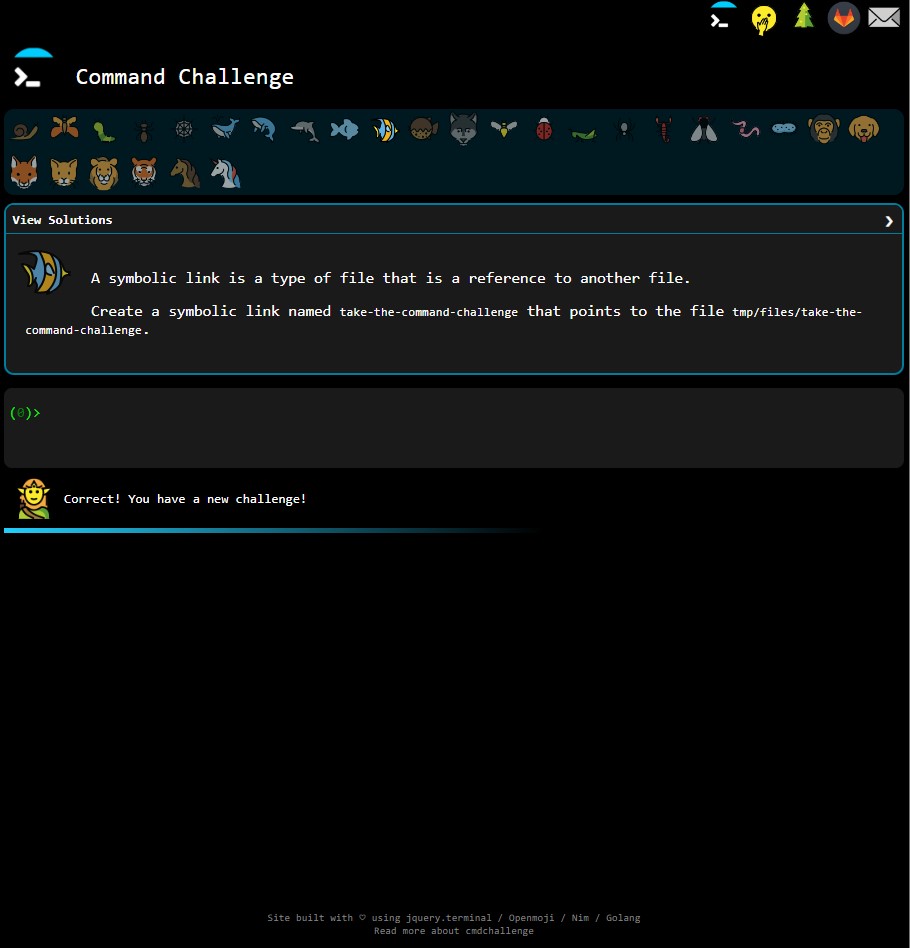 Command Challenge
View Solutions
A symbolic link is a type of file that is a reference to another file.
Create a symbolic link named take-the-command-challenge that points to the file tmp/files/take-the-
command-challenge.
(0)>
Correct! You have a new challenge!
Site built with ♡ using jquery.terminal / Openmoji / Nim / Golang
Read more about cmdchallenge